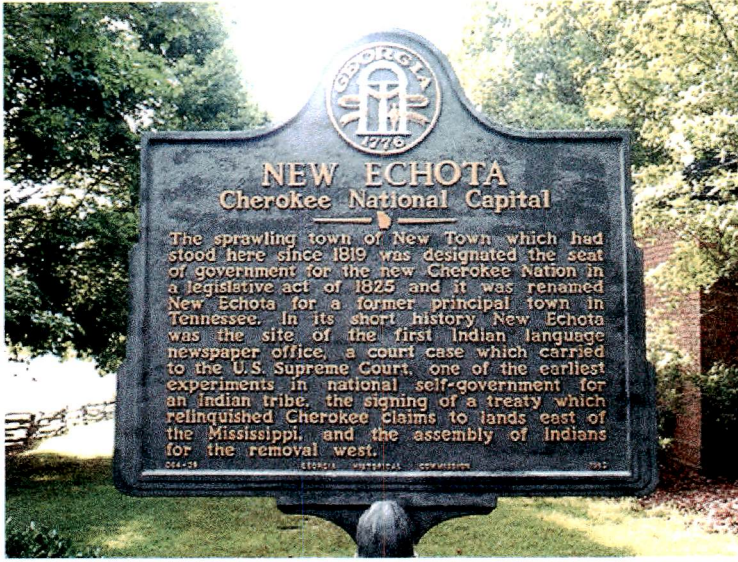 GEORGIA
1776
NEW ECHOTA
Cherokee National Capital
The sprawling town of New Town which had
stood here since 1819 was designated the seat
of government for the new Cherokee Nation in
a legislative act of 1825 and it was renamed
New Echota for a former principal town in
Tennessee. In its short history New Echota
was the site of the first Indian language
newspaper office, a court case which carried
to the U.S. Supreme Court, one of the earliest
experiments in national self-government for
an Indian tribe, the signing of a treaty which
relinquished Cherokee claims to lands east of
the Mississippi, and the assembly of Indians
for the removal west.
GEORGIA HISTORICAL COMMISSION